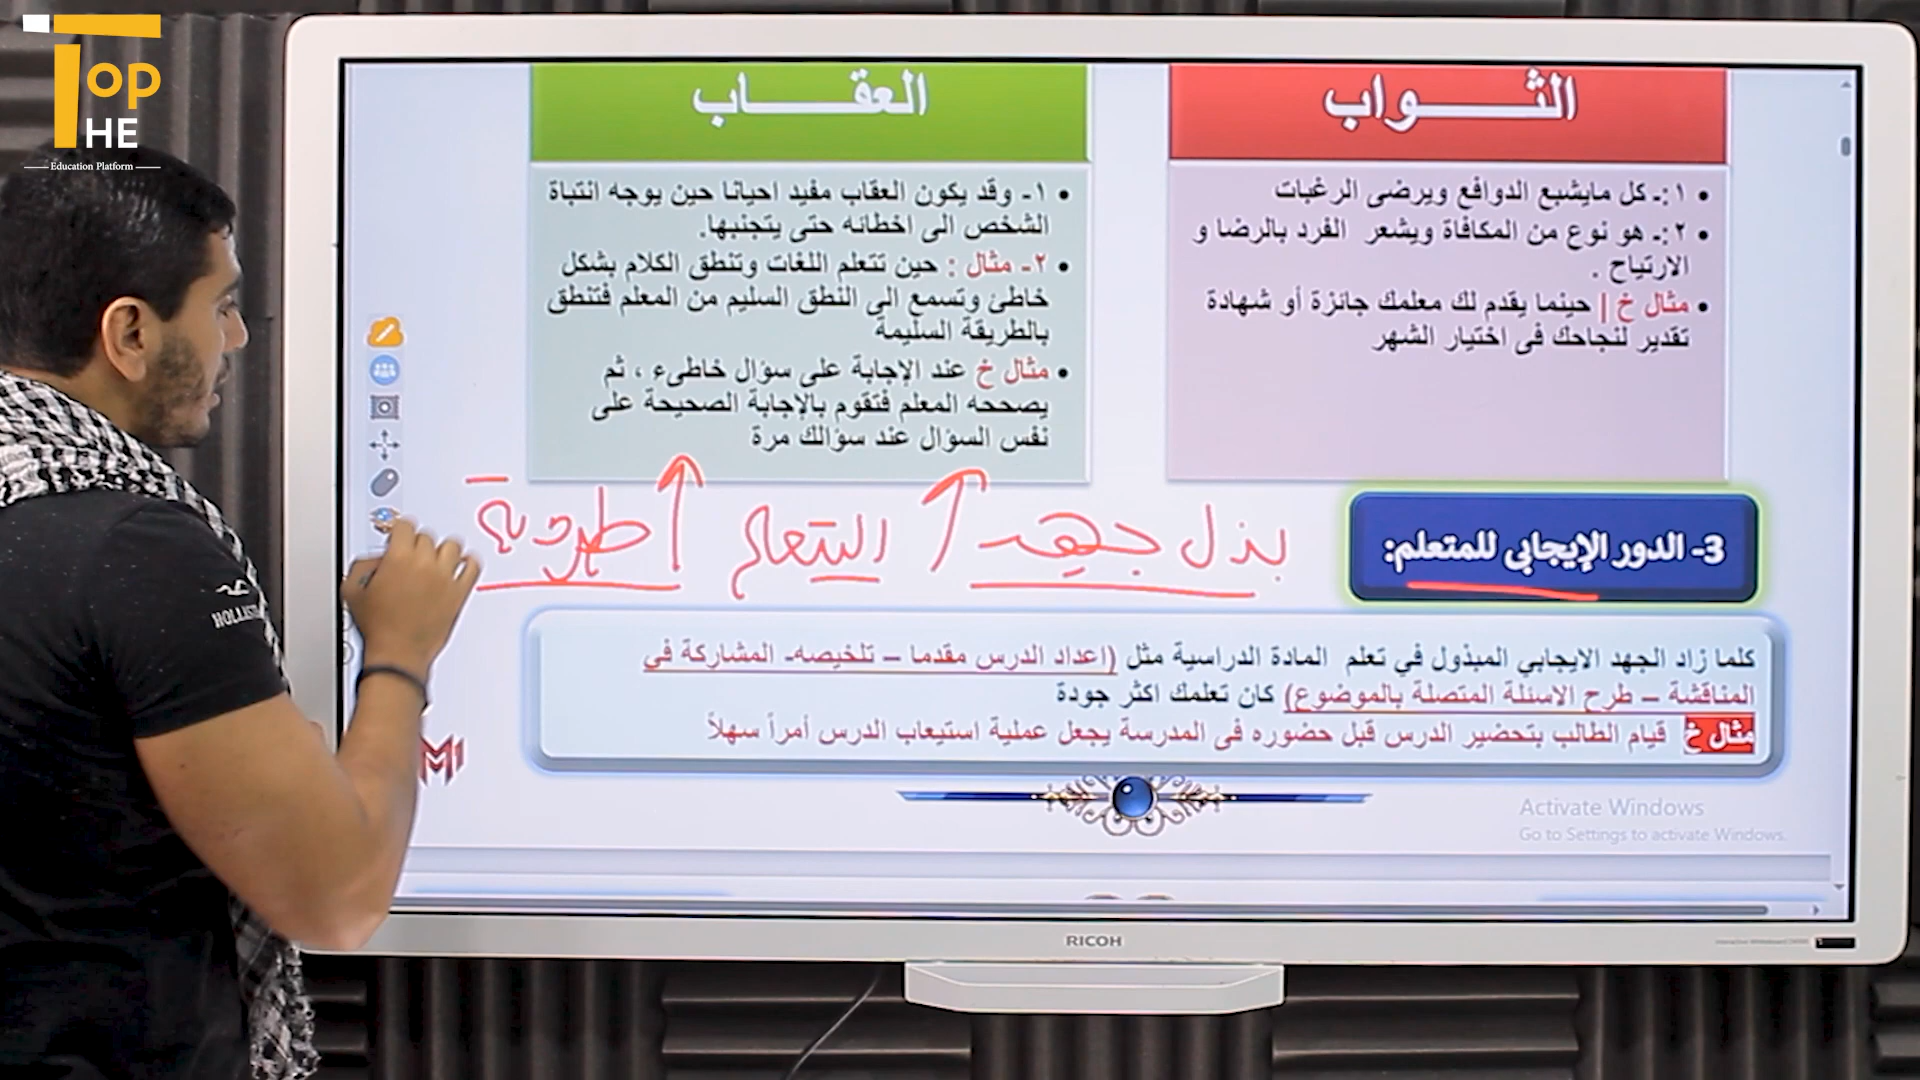 TOP
THE
Education Platform
الثــــــواب
١ :ـ كل مايشبع الدوافع ويرضى الرغبات
٢ :ـ هو نوع من المكافاة ويشعر الفرد بالرضا و
الارتياح .
مثال خ | حينما يقدم لك معلمك جائزة أو شهادة
تقدير لنجاحك فى اختيار الشهر
العقـــــــاب
١- وقد يكون العقاب مفيد احيانا حين يوجه انتباة
الشخص الى اخطائه حتى يتجنبها.
٢- مثال : حين تتعلم اللغات وتنطق الكلام بشكل
خاطئ وتسمع الى النطق السليم من المعلم فتنطق
بالطريقة السليمة
مثال خ عند الإجابة على سؤال خاطىء ، ثم
يصححه المعلم فتقوم بالإجابة الصحيحة على
نفس السؤال عند سؤالك مرة
3- الدور الإيجابي للمتعلم:
بذل جهد ↑ التعلم ↑ طردية
كلما زاد الجهد الايجابي المبذول في تعلم المادة الدراسية مثل (اعداد الدرس مقدما – تلخيصه- المشاركة في
المناقشة – طرح الاسئلة المتصلة بالموضوع) كان تعلمك اكثر جودة
مثال خ قيام الطالب بتحضير الدرس قبل حضوره فى المدرسة يجعل عملية استيعاب الدرس أمراً سهلاً
M1
Activate Windows
Go to Settings to activate Windows.
RICOH